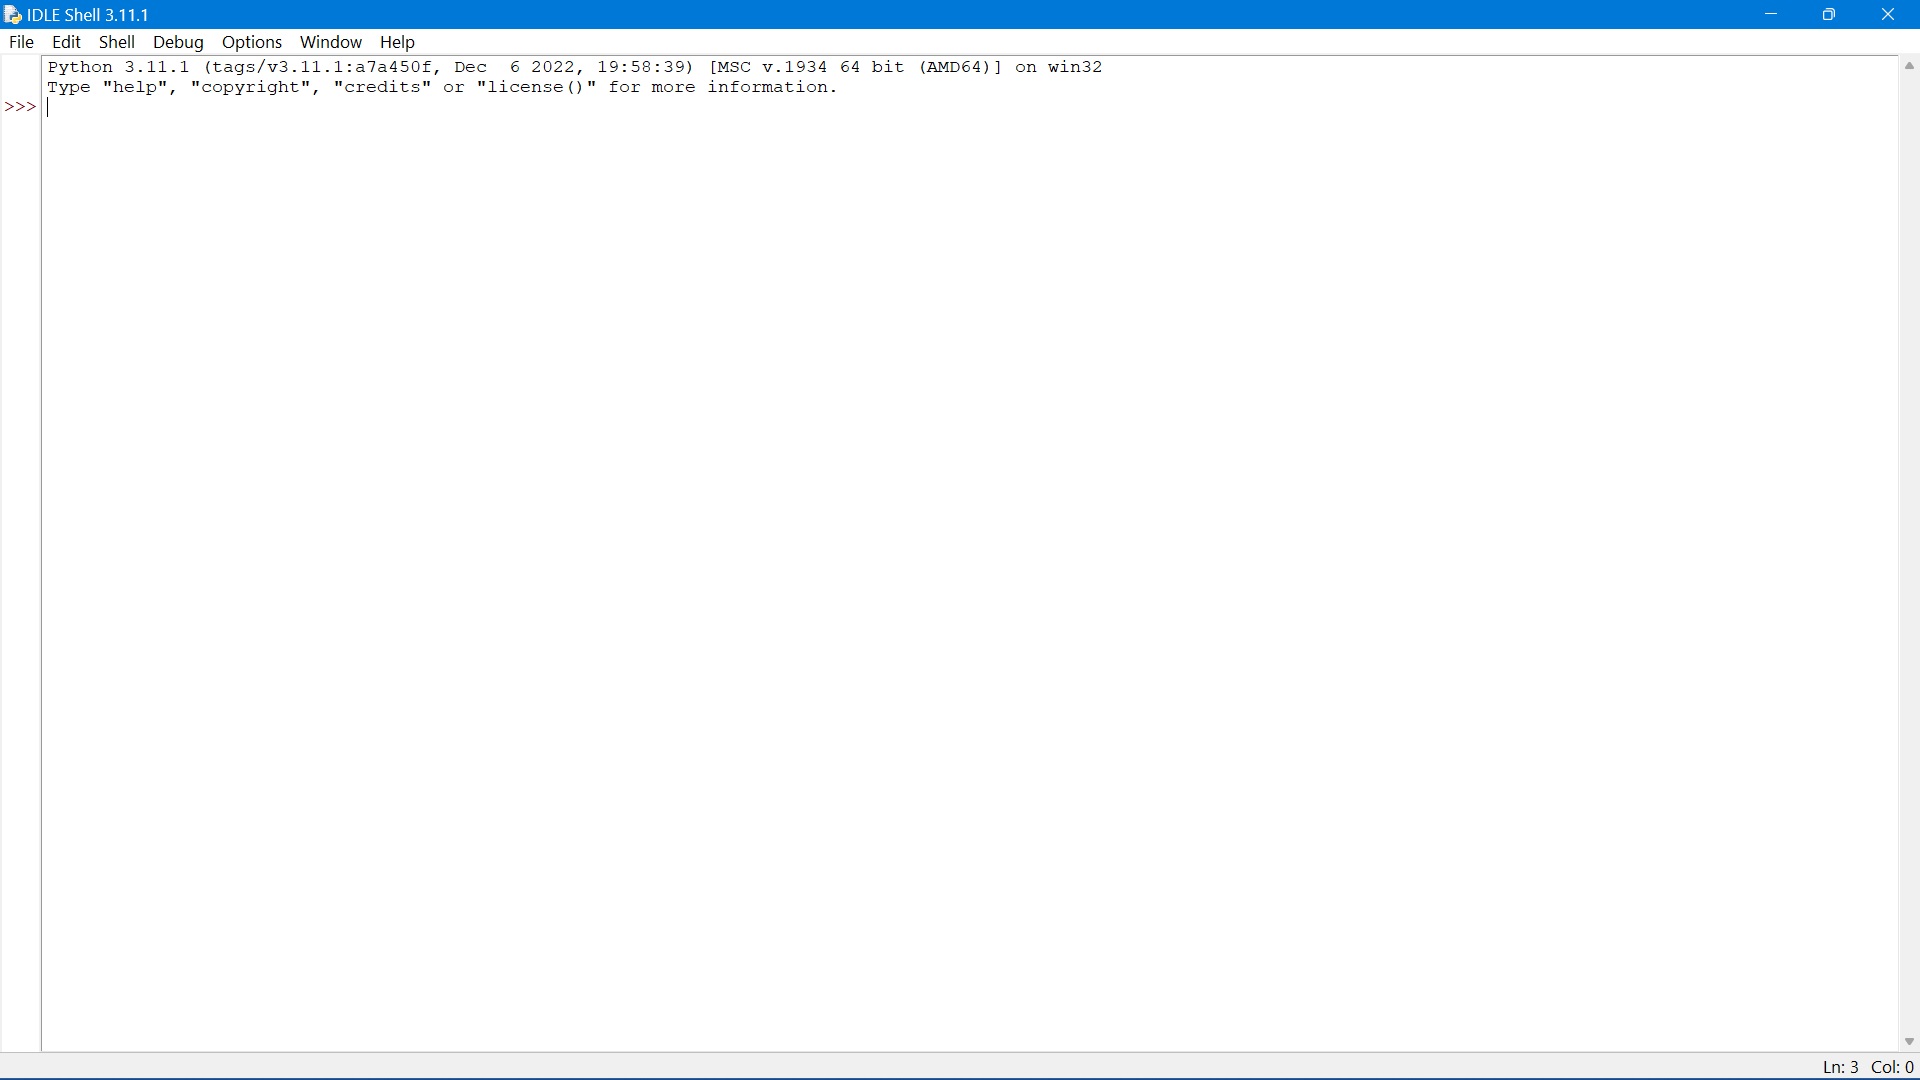 IDLE Shell 3.11.1
File Edit Shell Debug Options Window Help
Python 3.11.1 (tags/v3.11.1:a7a450f, Dec  6 2022, 19:58:39) [MSC v.1934 64 bit (AMD64)] on win32
Type "help", "copyright", "credits" or "license()" for more information.
>>>
Ln: 3 Col: 0